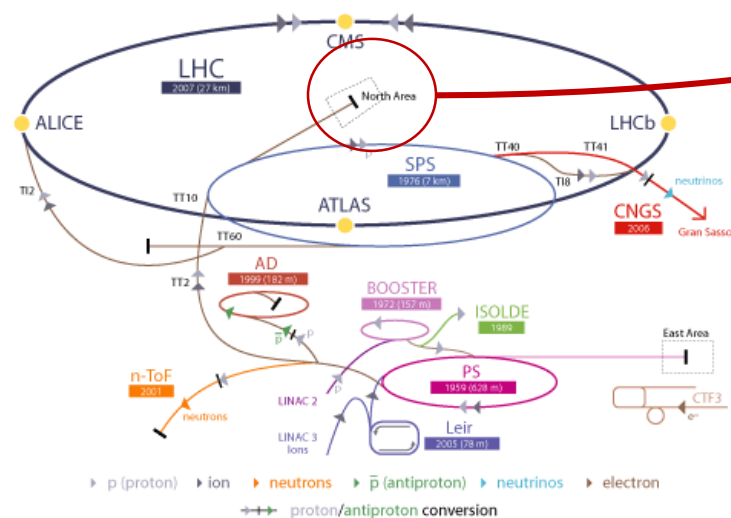 CMS
LHC
2007 (27 km)
North Area
ALICE
LHCb
TT40
TT41
SPS
1976 (7 km)
TI8
neutrinos
TI2
TT10
ATLAS
CNGS
2006
Gran Sasso
TT60
AD
1999 (182 m)
TT2
BOOSTER
1972 (157 m)
ISOLDE
1989
East Area
p
p̅
p
n-ToF
2001
PS
1959 (628 m)
neutrons
LINAC 2
p
CTF3
e⁻
LINAC 3
Ions
Leir
2005 (78 m)
p (proton)
ion
neutrons
p̅ (antiproton)
neutrinos
electron
proton/antiproton conversion